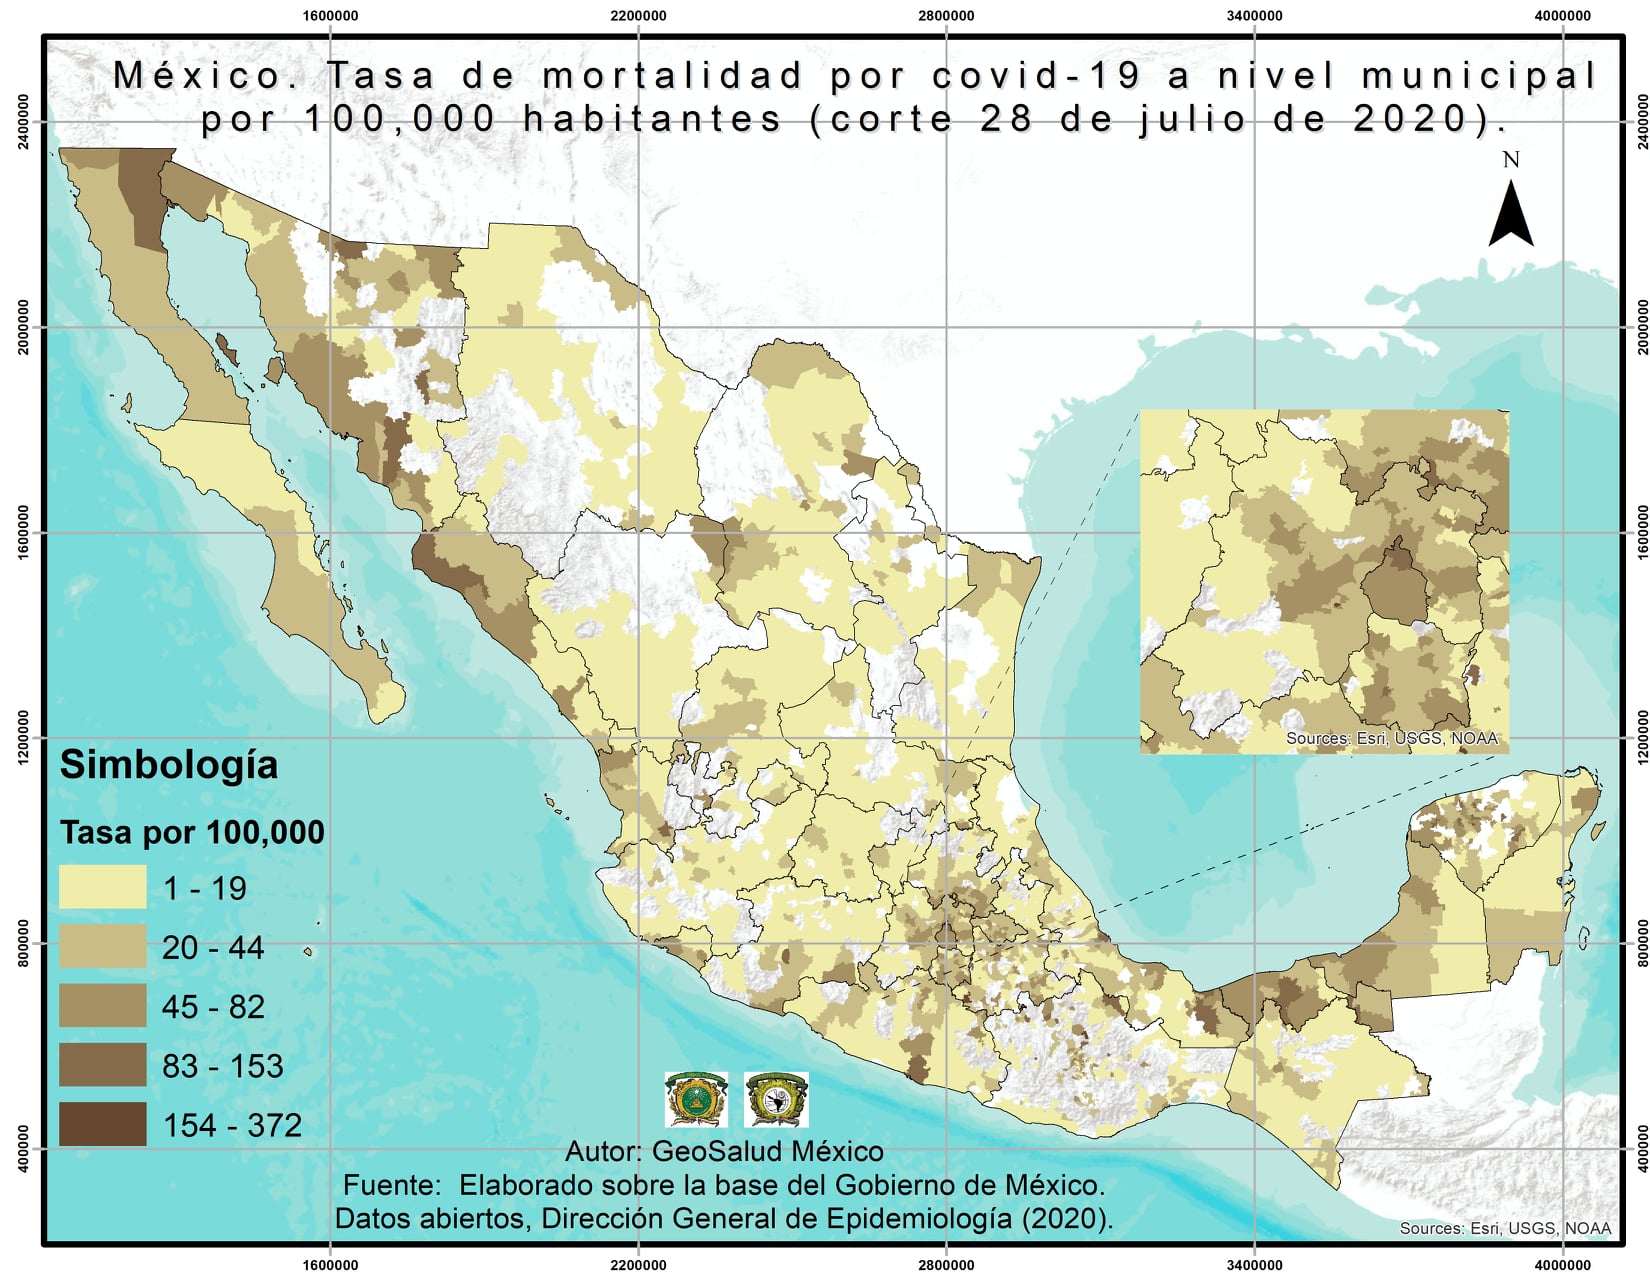 1600000 2200000 2800000 3400000 4000000
México. Tasa de mortalidad por covid-19 a nivel municipal
por 100,000 habitantes (corte 28 de julio de 2020).
N
2400000 2400000
2000000 2000000
1600000 1600000
1200000 1200000
800000 800000
400000 400000
Sources: Esri, USGS, NOAA
Simbología
Tasa por 100,000
1 - 19
20 - 44
45 - 82
83 - 153
154 - 372
Autor: GeoSalud México
Fuente: Elaborado sobre la base del Gobierno de México.
Datos abiertos, Dirección General de Epidemiología (2020).
Sources: Esri, USGS, NOAA
1600000 2200000 2800000 3400000 4000000